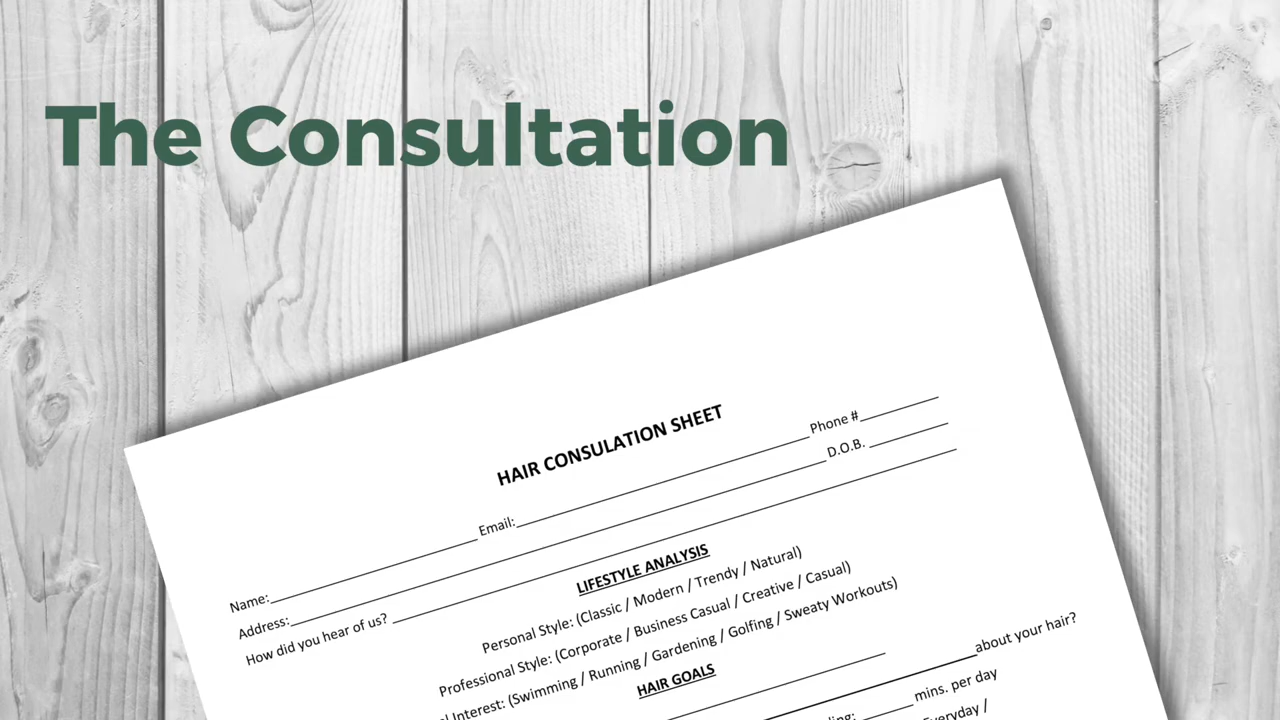 The Consultation
HAIR CONSULATION SHEET
Name: Email: Phone #
Address: D.O.B.
How did you hear of us?
LIFESTYLE ANALYSIS
Personal Style: (Classic / Modern / Trendy / Natural)
Professional Style: (Corporate / Business Casual / Creative / Casual)
Interest: (Swimming / Running / Gardening / Golfing / Sweaty Workouts)
HAIR GOALS
about your hair?
mins. per day
Everyday /